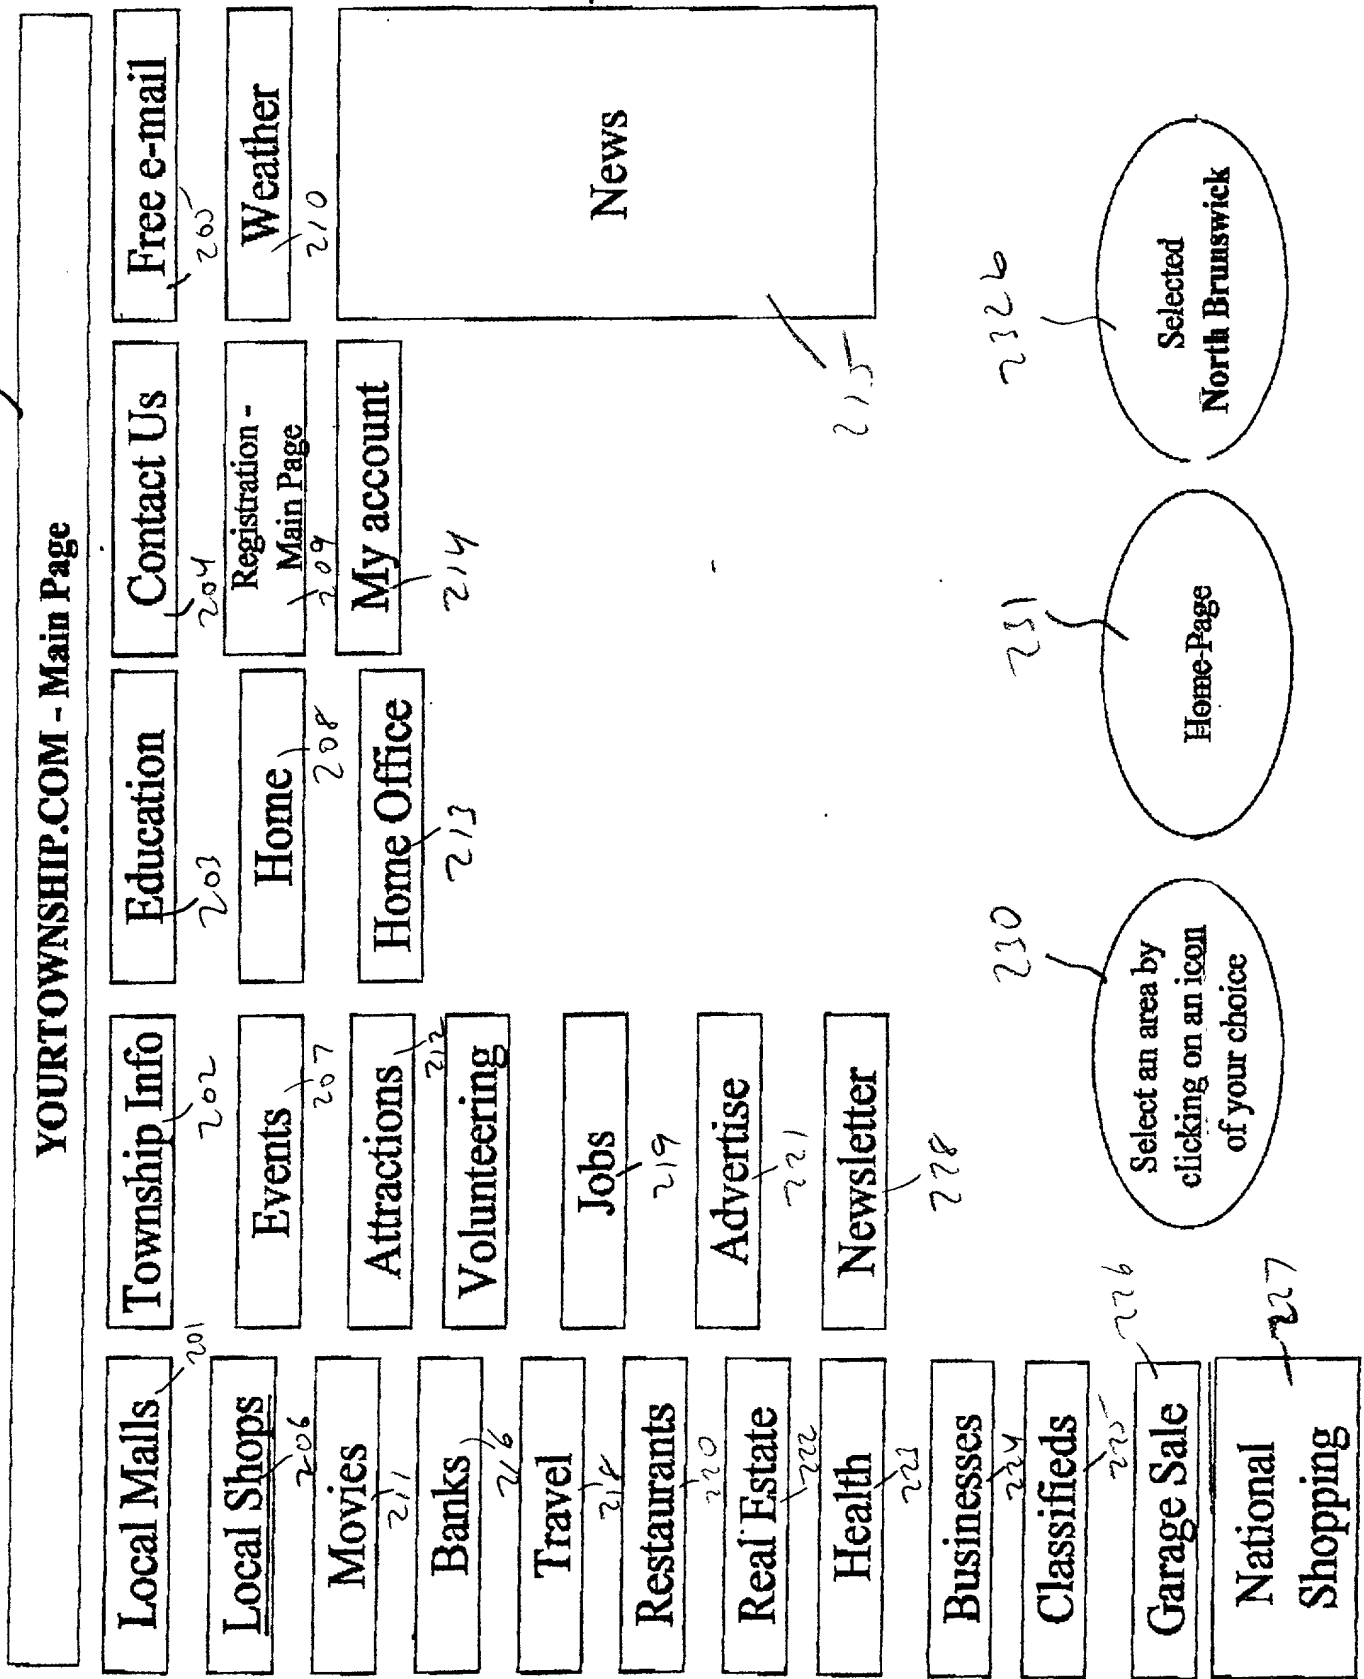 YOURTOWNSHIP.COM - Main Page
Local Malls
201
Township Info
202
Education
203
Contact Us
204
Free e-mail
205
Local Shops
206
Events
207
Home
208
Registration -
Main Page
209
Weather
210
Movies
211
Attractions
212
Home Office
213
My account
214
News
215
Banks
216
Volunteering
Travel
218
Jobs
219
Restaurants
220
Advertise
221
Real Estate
222
Health
223
Newsletter
228
Businesses
224
Classifieds
225
Garage Sale
226
National
Shopping
227
Select an area by
clicking on an icon
of your choice
230
Home-Page
231
Selected
North Brunswick